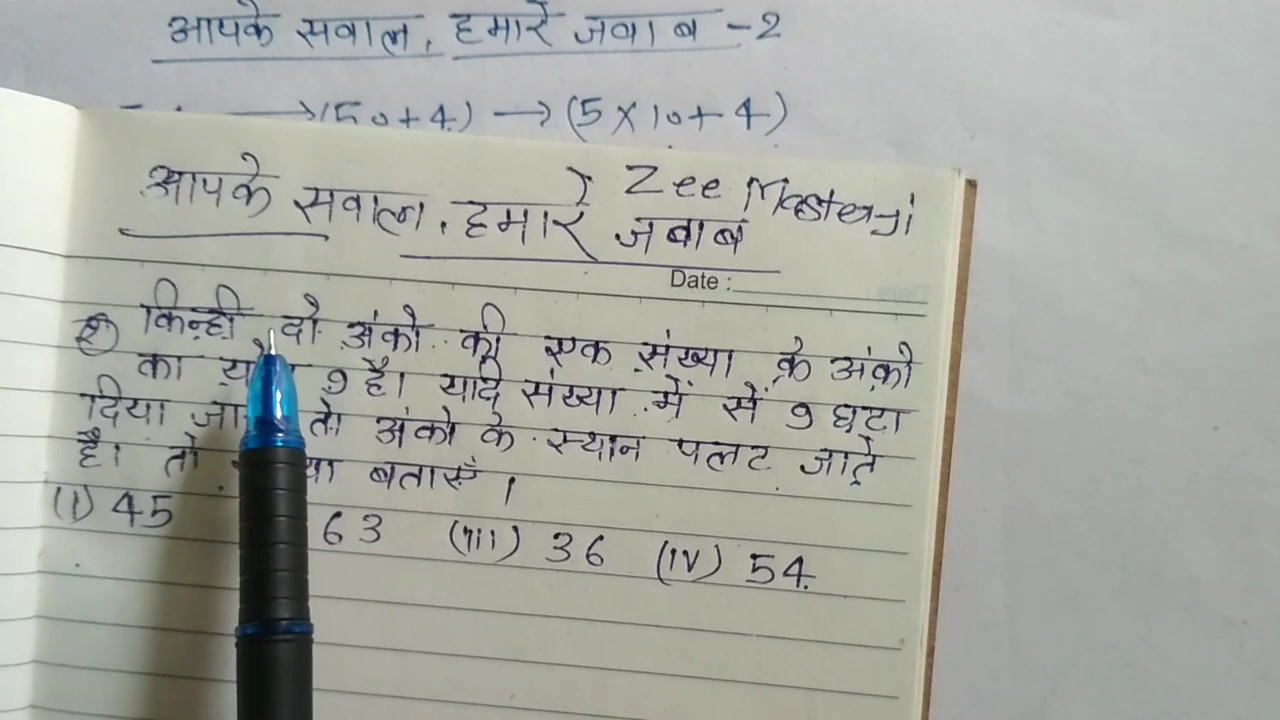 आपके सवाल, हमारे जवाब - 2
→ (50+4) → (5×10+4)
Zee Masterji
आपके सवाल, हमारे जवाब
Date :
किन्ही दो अंको की एक संख्या के अंको
का 9 है। यदि संख्या में से 9 घटा
दिया तो अंको के स्थान पलट जाते
है। तो बताएँ।
(i) 45 63 (iii) 36 (iv) 54.